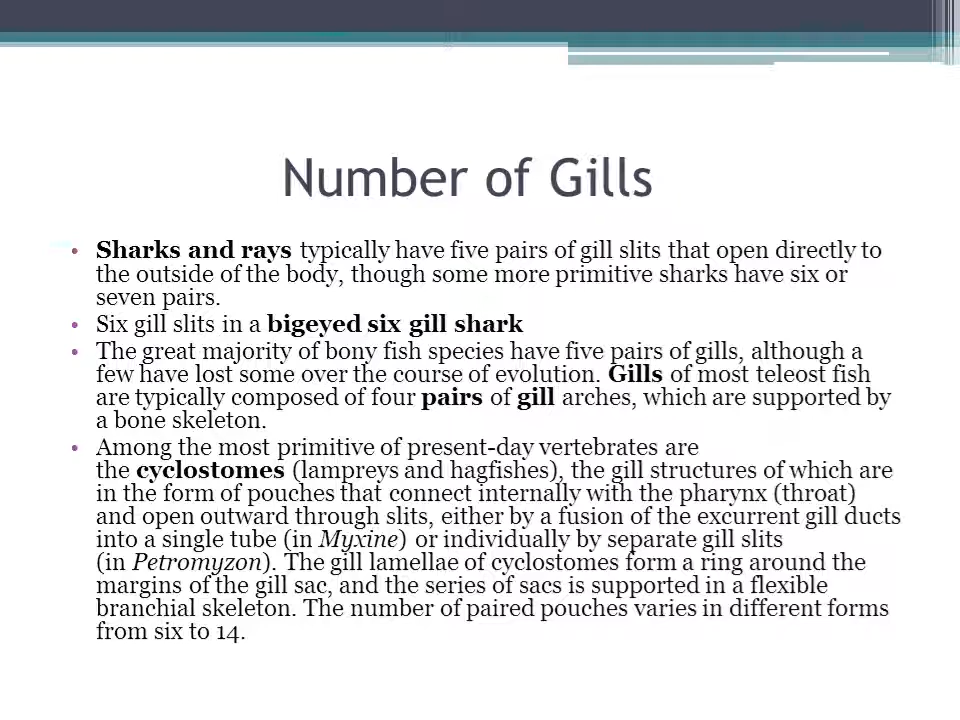 Number of Gills
• Sharks and rays typically have five pairs of gill slits that open directly to
the outside of the body, though some more primitive sharks have six or
seven pairs.
• Six gill slits in a bigeyed six gill shark
• The great majority of bony fish species have five pairs of gills, although a
few have lost some over the course of evolution. Gills of most teleost fish
are typically composed of four pairs of gill arches, which are supported by
a bone skeleton.
• Among the most primitive of present-day vertebrates are
the cyclostomes (lampreys and hagfishes), the gill structures of which are
in the form of pouches that connect internally with the pharynx (throat)
and open outward through slits, either by a fusion of the excurrent gill ducts
into a single tube (in Myxine) or individually by separate gill slits
(in Petromyzon). The gill lamellae of cyclostomes form a ring around the
margins of the gill sac, and the series of sacs is supported in a flexible
branchial skeleton. The number of paired pouches varies in different forms
from six to 14.